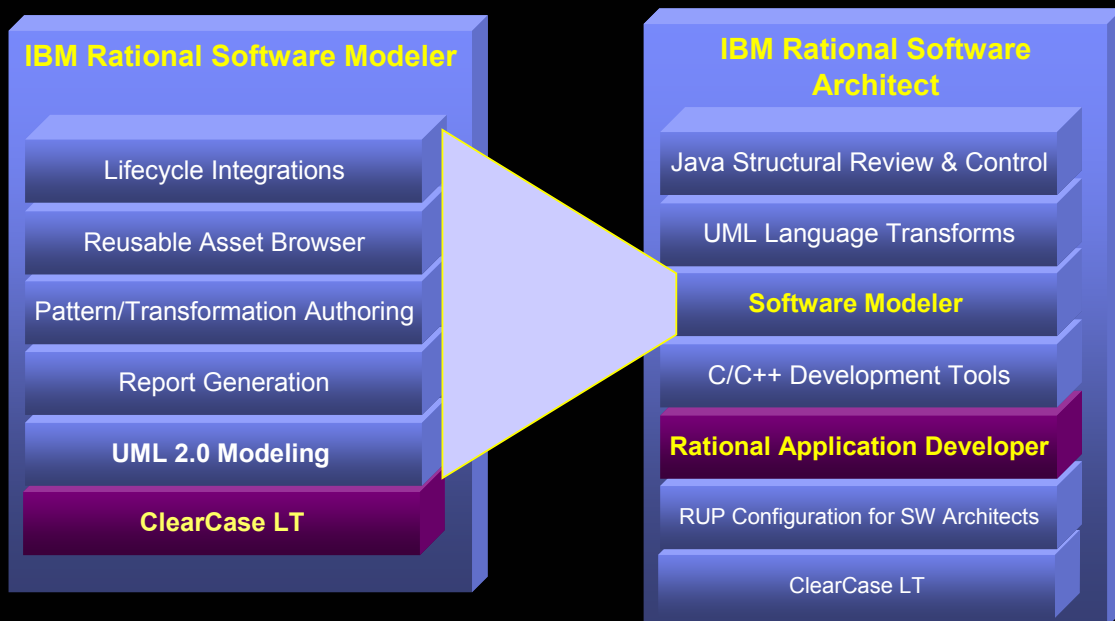 IBM Rational Software Modeler
Lifecycle Integrations
Reusable Asset Browser
Pattern/Transformation Authoring
Report Generation
UML 2.0 Modeling
ClearCase LT
IBM Rational Software
Architect
Java Structural Review & Control
UML Language Transforms
Software Modeler
C/C++ Development Tools
Rational Application Developer
RUP Configuration for SW Architects
ClearCase LT